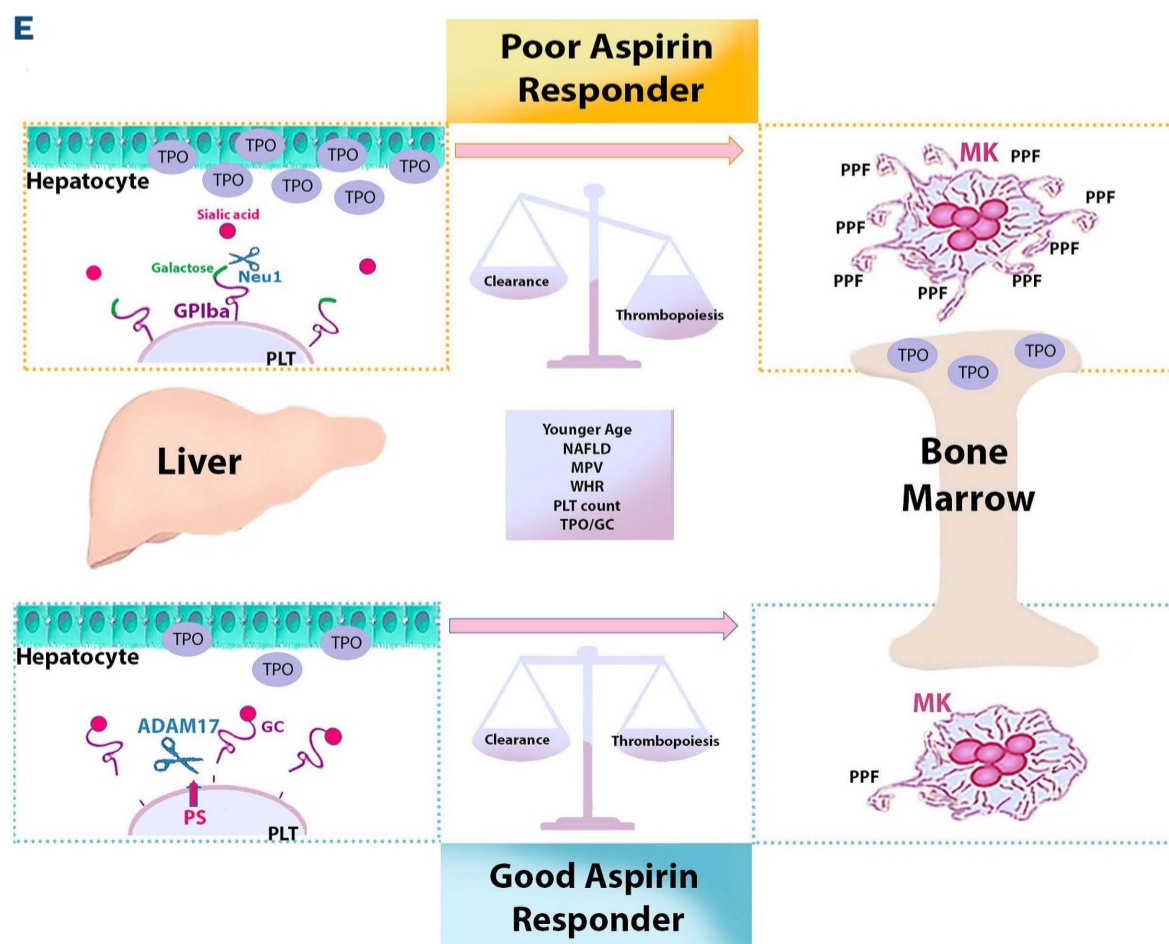 E
Poor Aspirin
Responder
TPO
TPO
TPO
TPO
TPO
TPO
TPO
Hepatocyte
Sialic acid
Galactose
Neu1
GPIba
PLT
Clearance
Thrombopoiesis
MK
PPF
PPF
PPF
PPF
PPF
PPF
PPF
PPF
TPO
TPO
TPO
Liver
Younger Age
NAFLD
MPV
WHR
PLT count
TPO/GC
Bone
Marrow
TPO
TPO
TPO
Hepatocyte
ADAM17
GC
PS
PLT
Clearance
Thrombopoiesis
MK
PPF
Good Aspirin
Responder